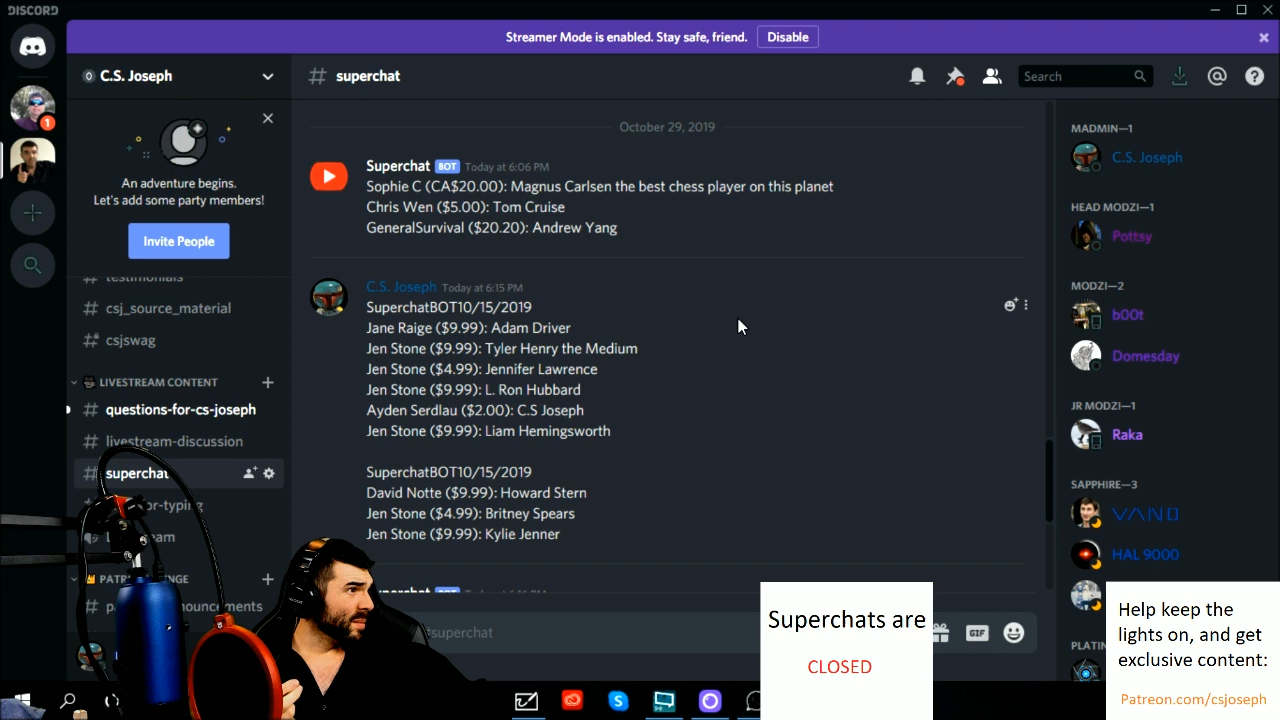 DISCORD
Streamer Mode is enabled. Stay safe, friend.
Disable
C.S. Joseph
superchat
Search
1
An adventure begins.
Let's add some party members!
Invite People
testimonials
csj_source_material
csjswag
LIVESTREAM CONTENT
questions-for-cs-joseph
livestream-discussion
superchat
or-typing
October 29, 2019
Superchat BOT Today at 6:06 PM
Sophie C (CA$20.00): Magnus Carlsen the best chess player on this planet
Chris Wen ($5.00): Tom Cruise
GeneralSurvival ($20.20): Andrew Yang
C.S. Joseph Today at 6:15 PM
SuperchatBOT10/15/2019
Jane Raige ($9.99): Adam Driver
Jen Stone ($9.99): Tyler Henry the Medium
Jen Stone ($4.99): Jennifer Lawrence
Jen Stone ($9.99): L. Ron Hubbard
Ayden Serdlau ($2.00): C.S Joseph
Jen Stone ($9.99): Liam Hemingsworth
SuperchatBOT10/15/2019
David Notte ($9.99): Howard Stern
Jen Stone ($4.99): Britney Spears
Jen Stone ($9.99): Kylie Jenner
#superchat
GIF
MADMIN—1
C.S. Joseph
HEAD MODZI—1
Pottsy
MODZI—2
b00t
Domesday
JR MODZI—1
Raka
SAPPHIRE—3
HAL 9000
PLATIN
Superchats are
CLOSED
Help keep the
lights on, and get
exclusive content:
Patreon.com/csjoseph